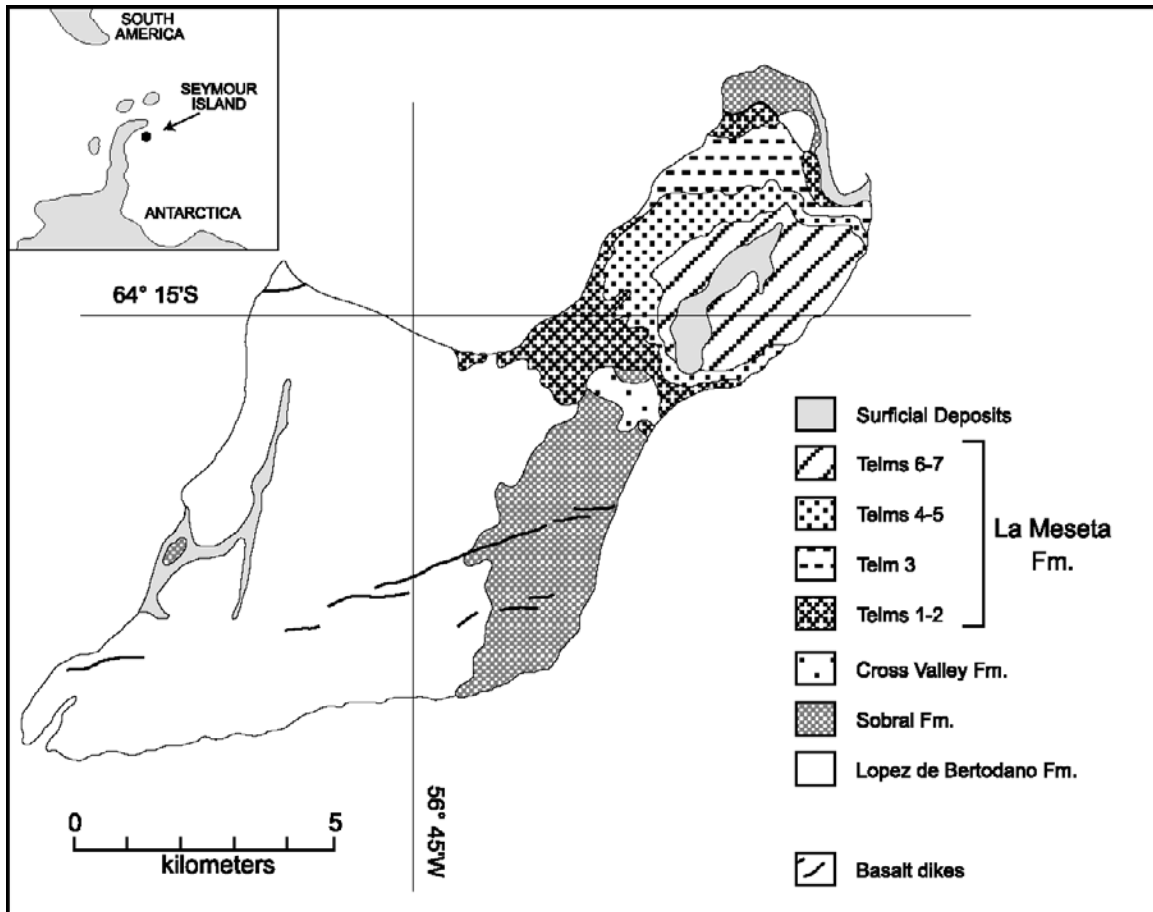 SOUTH
AMERICA
SEYMOUR
ISLAND
ANTARCTICA
64° 15'S
56° 45'W
0 5
kilometers
Surficial Deposits
Telms 6-7
Telms 4-5
Telm 3
Telms 1-2
La Meseta
Fm.
Cross Valley Fm.
Sobral Fm.
Lopez de Bertodano Fm.
Basalt dikes